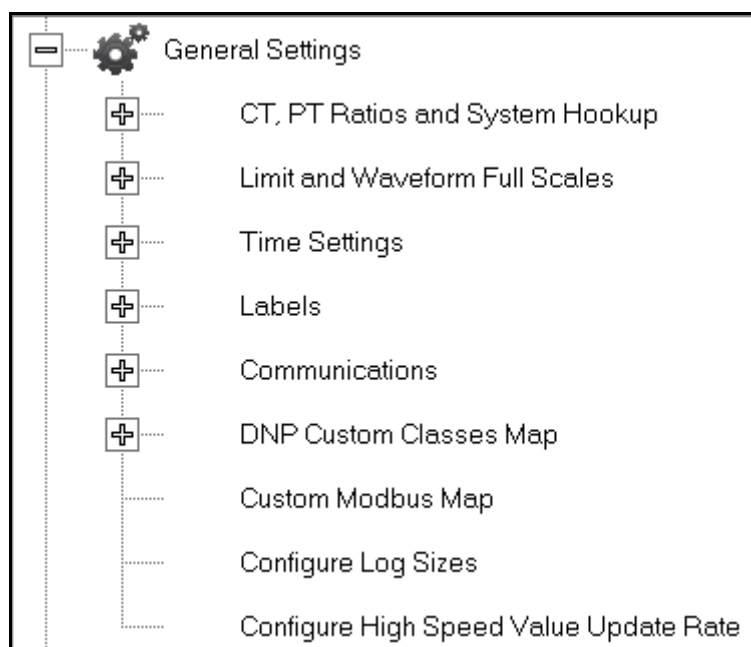 General Settings
CT, PT Ratios and System Hookup
Limit and Waveform Full Scales
Time Settings
Labels
Communications
DNP Custom Classes Map
Custom Modbus Map
Configure Log Sizes
Configure High Speed Value Update Rate